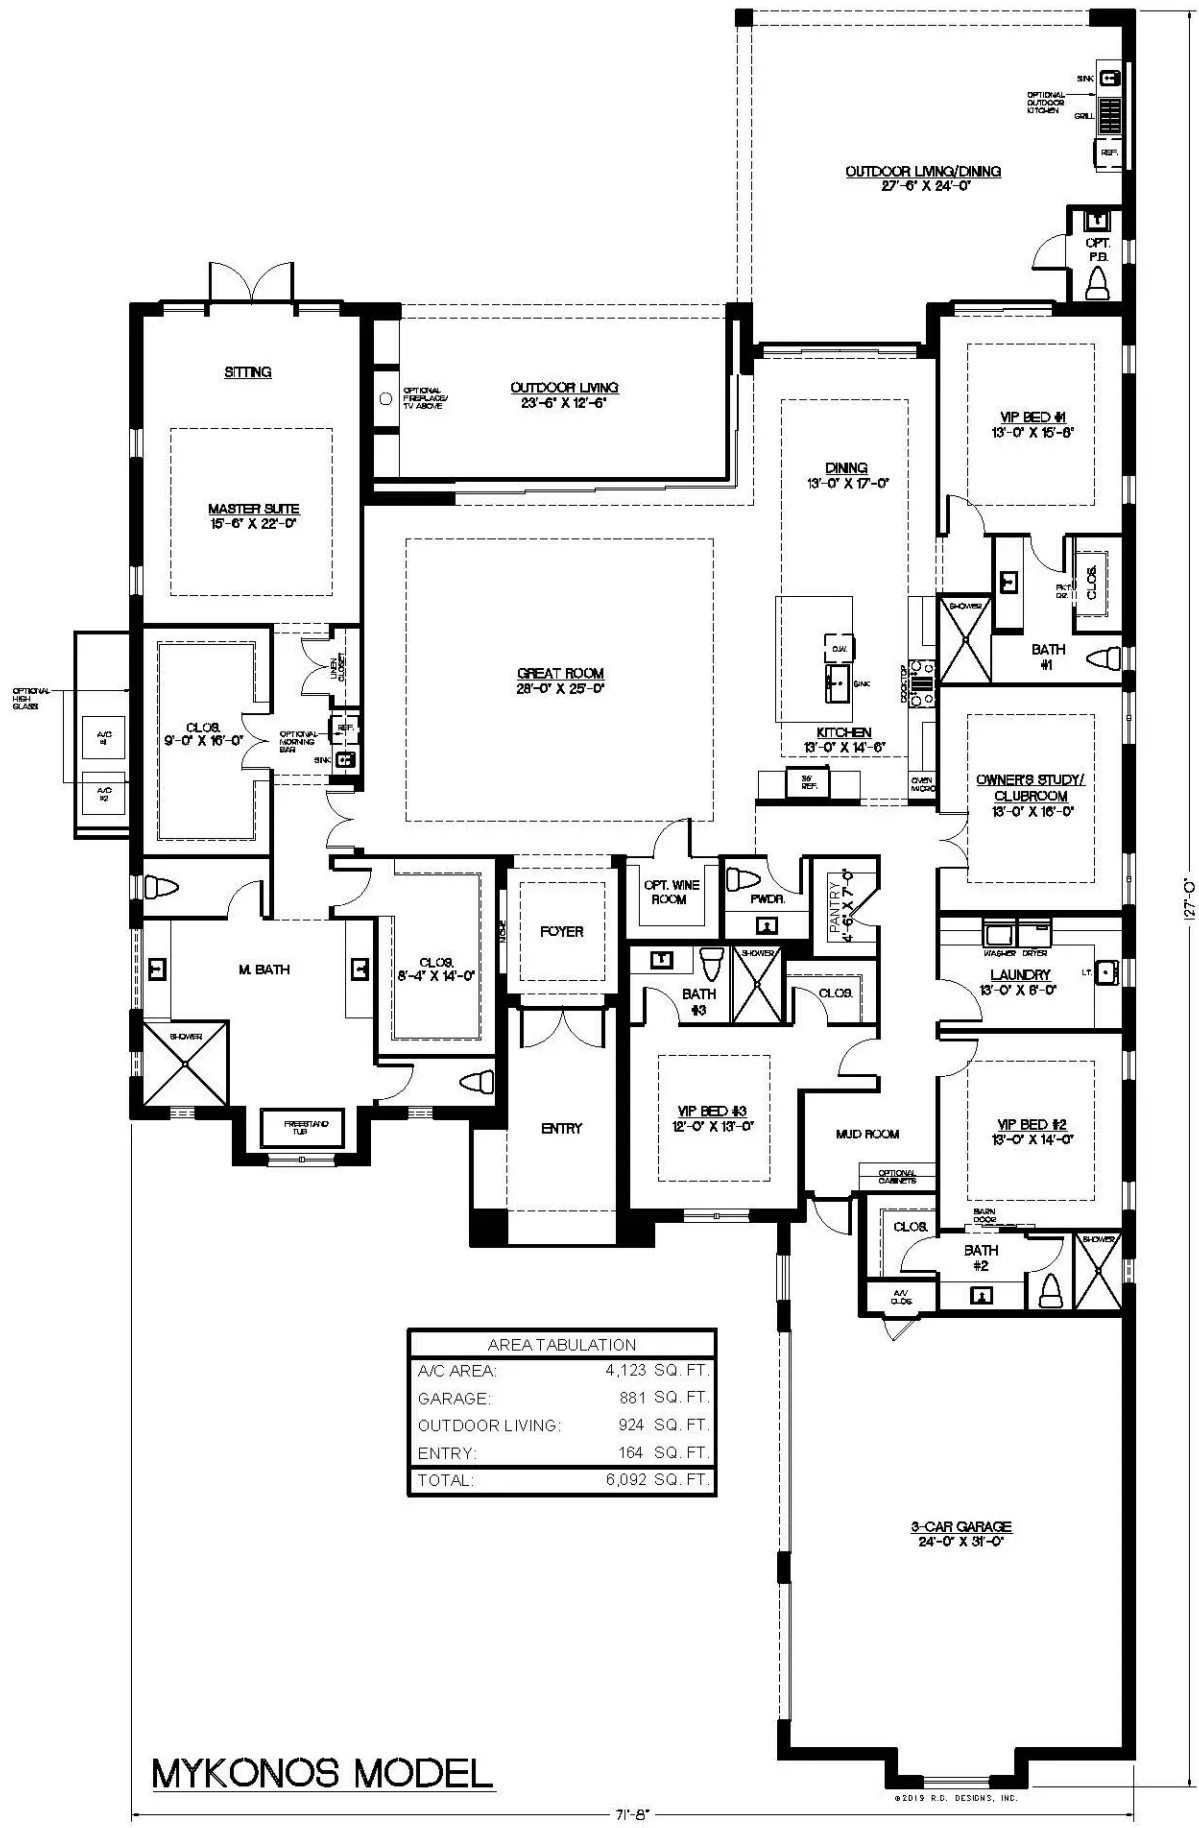 SINK
OPTIONAL
OUTDOOR
KITCHEN
GRILL
REF.
OUTDOOR LIVING/DINING
27'-6" X 24'-0"
OPT.
P.B.
SITTING
OPTIONAL
FIREPLACE/
TV ABOVE
OUTDOOR LIVING
23'-6" X 12'-6"
VIP BED #1
13'-0" X 15'-8"
DINING
13'-0" X 17'-0"
MASTER SUITE
15'-6" X 22'-0"
SHOWER
PKT.
DR.
CLOS.
BATH
#1
D.W.
SINK
COOKTOP
LINEN
CLOSET
GREAT ROOM
28'-0" X 25'-0"
OPTIONAL
HIGH
GLASS
A/C
#1
A/C
#2
CLOS.
9'-0" X 16'-0"
OPTIONAL
MORNING
BAR
REF.
SINK
KITCHEN
13'-0" X 14'-6"
36"
REF.
OVEN
MICRO
OWNER'S STUDY/
CLUBROOM
13'-0" X 16'-0"
OPT. WINE
ROOM
PWDR.
PANTRY
4'-6" X 7'-0"
127'-0"
NICHE
FOYER
M. BATH
CLOS.
8'-4" X 14'-0"
BATH
#3
SHOWER
CLOS.
WASHER
DRYER
LAUNDRY
13'-0" X 8'-0"
L.T.
SHOWER
FREESTAND
TUB
ENTRY
VIP BED #3
12'-0" X 13'-0"
MUD ROOM
OPTIONAL
CABINETS
VIP BED #2
13'-0" X 14'-0"
BARN
DOOR
CLOS.
BATH
#2
SHOWER
A/V
CLOS.
AREA TABULATION
A/C AREA: 4,123 SQ. FT.
GARAGE: 881 SQ. FT.
OUTDOOR LIVING: 924 SQ. FT.
ENTRY: 164 SQ. FT.
TOTAL: 6,092 SQ. FT.
3-CAR GARAGE
24'-0" X 31'-0"
MYKONOS MODEL
©2019 R.G. DESIGNS, INC.
71'-8"